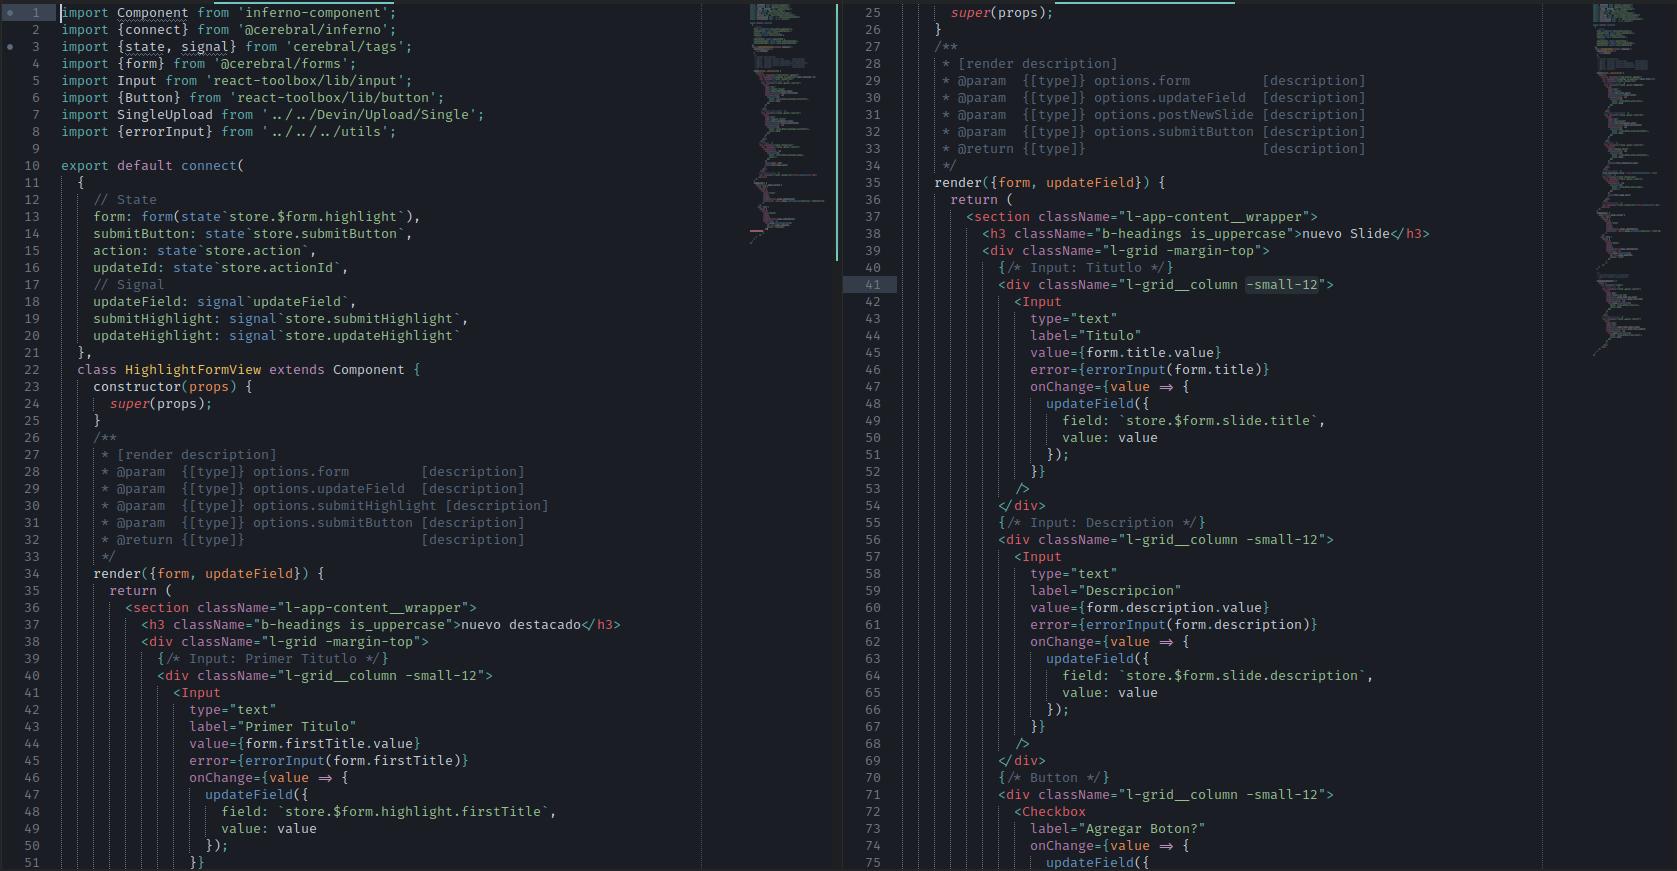 1 import Component from 'inferno-component';
2 import {connect} from '@cerebral/inferno';
3 import {state, signal} from 'cerebral/tags';
4 import {form} from '@cerebral/forms';
5 import Input from 'react-toolbox/lib/input';
6 import {Button} from 'react-toolbox/lib/button';
7 import SingleUpload from '../../Devin/Upload/Single';
8 import {errorInput} from '../../../utils';
9
10 export default connect(
11 {
12 // State
13 form: form(state`store.$form.highlight`),
14 submitButton: state`store.submitButton`,
15 action: state`store.action`,
16 updateId: state`store.actionId`,
17 // Signal
18 updateField: signal`updateField`,
19 submitHighlight: signal`store.submitHighlight`,
20 updateHighlight: signal`store.updateHighlight`
21 },
22 class HighlightFormView extends Component {
23 constructor(props) {
24 super(props);
25 }
26 /**
27 * [render description]
28 * @param {[type]} options.form [description]
29 * @param {[type]} options.updateField [description]
30 * @param {[type]} options.submitHighlight [description]
31 * @param {[type]} options.submitButton [description]
32 * @return {[type]} [description]
33 */
34 render({form, updateField}) {
35 return (
36 <section className="l-app-content__wrapper">
37 <h3 className="b-headings is_uppercase">nuevo destacado</h3>
38 <div className="l-grid -margin-top">
39 {/* Input: Primer Titutlo */}
40 <div className="l-grid__column -small-12">
41 <Input
42 type="text"
43 label="Primer Titulo"
44 value={form.firstTitle.value}
45 error={errorInput(form.firstTitle)}
46 onChange={value => {
47 updateField({
48 field: `store.$form.highlight.firstTitle`,
49 value: value
50 });
51 }}
25 super(props);
26 }
27 /**
28 * [render description]
29 * @param {[type]} options.form [description]
30 * @param {[type]} options.updateField [description]
31 * @param {[type]} options.postNewSlide [description]
32 * @param {[type]} options.submitButton [description]
33 * @return {[type]} [description]
34 */
35 render({form, updateField}) {
36 return (
37 <section className="l-app-content__wrapper">
38 <h3 className="b-headings is_uppercase">nuevo Slide</h3>
39 <div className="l-grid -margin-top">
40 {/* Input: Titutlo */}
41 <div className="l-grid__column -small-12">
42 <Input
43 type="text"
44 label="Titulo"
45 value={form.title.value}
46 error={errorInput(form.title)}
47 onChange={value => {
48 updateField({
49 field: `store.$form.slide.title`,
50 value: value
51 });
52 }}
53 />
54 </div>
55 {/* Input: Description */}
56 <div className="l-grid__column -small-12">
57 <Input
58 type="text"
59 label="Descripcion"
60 value={form.description.value}
61 error={errorInput(form.description)}
62 onChange={value => {
63 updateField({
64 field: `store.$form.slide.description`,
65 value: value
66 });
67 }}
68 />
69 </div>
70 {/* Button */}
71 <div className="l-grid__column -small-12">
72 <Checkbox
73 label="Agregar Boton?"
74 onChange={value => {
75 updateField({